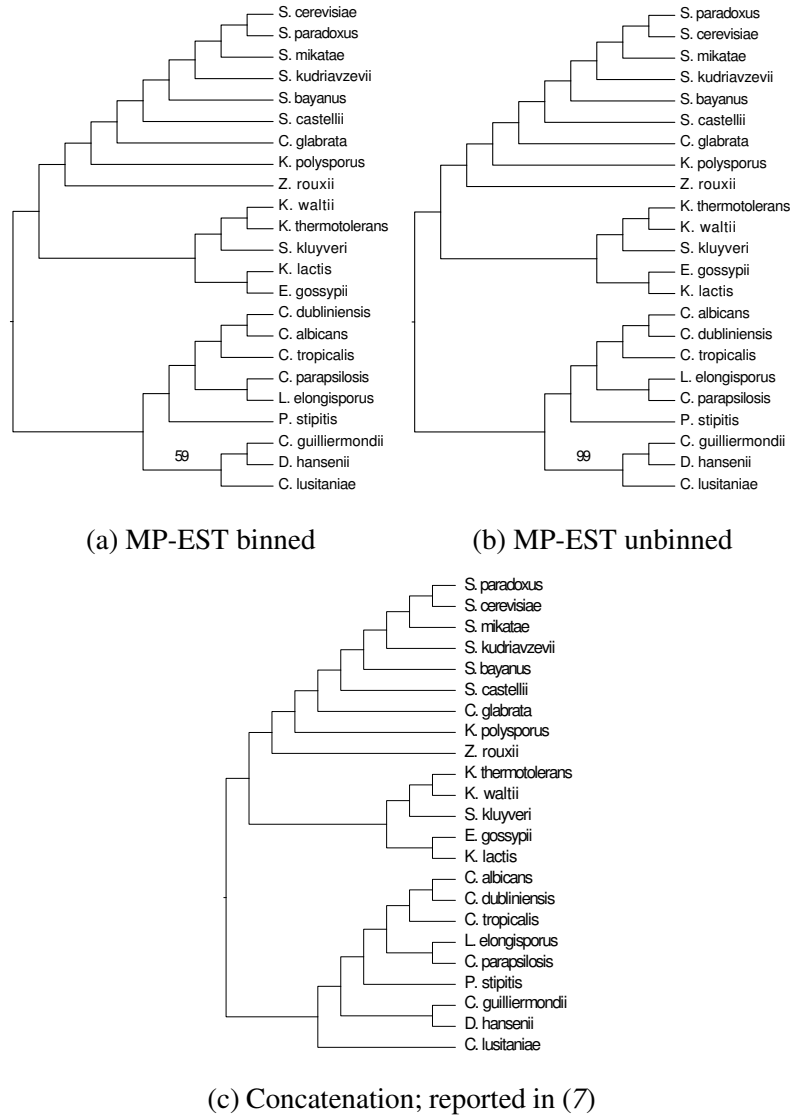 S. cerevisiae
S. paradoxus
S. mikatae
S. kudriavzevii
S. bayanus
S. castellii
C. glabrata
K. polysporus
Z. rouxii
K. waltii
K. thermotolerans
S. kluyveri
K. lactis
E. gossypii
C. dubliniensis
C. albicans
C. tropicalis
C. parapsilosis
L. elongisporus
P. stipitis
C. guilliermondii
59
D. hansenii
C. lusitaniae
(a) MP-EST binned
S. paradoxus
S. cerevisiae
S. mikatae
S. kudriavzevii
S. bayanus
S. castellii
C. glabrata
K. polysporus
Z. rouxii
K. thermotolerans
K. waltii
S. kluyveri
E. gossypii
K. lactis
C. albicans
C. dubliniensis
C. tropicalis
L. elongisporus
C. parapsilosis
P. stipitis
C. guilliermondii
99
D. hansenii
C. lusitaniae
(b) MP-EST unbinned
S. paradoxus
S. cerevisiae
S. mikatae
S. kudriavzevii
S. bayanus
S. castellii
C. glabrata
K. polysporus
Z. rouxii
K. thermotolerans
K. waltii
S. kluyveri
E. gossypii
K. lactis
C. albicans
C. dubliniensis
C. tropicalis
L. elongisporus
C. parapsilosis
P. stipitis
C. guilliermondii
D. hansenii
C. lusitaniae
(c) Concatenation; reported in (7)